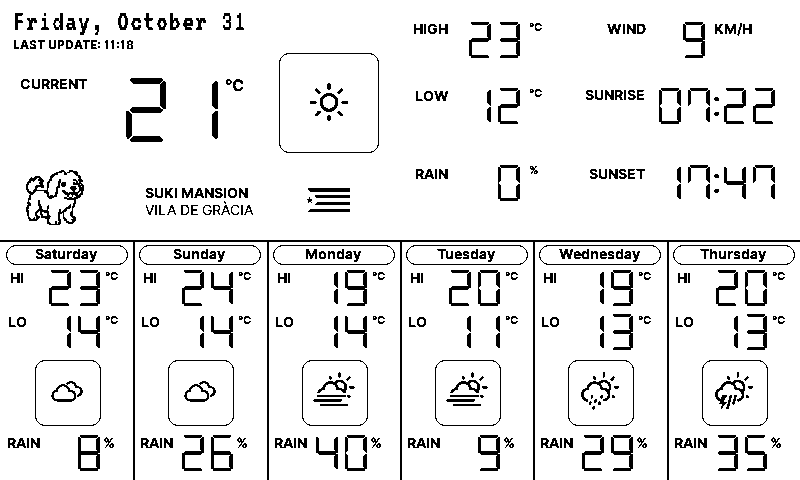 Friday, October 31
LAST UPDATE: 11:18
CURRENT 21 °C
HIGH 23 °C
WIND 9 KM/H
LOW 12 °C
SUNRISE 07:22
RAIN 0 %
SUNSET 17:47
SUKI MANSION
VILA DE GRÀCIA
Saturday
HI 23 °C
LO 14 °C
RAIN 8 %
Sunday
HI 24 °C
LO 14 °C
RAIN 26 %
Monday
HI 19 °C
LO 14 °C
RAIN 40 %
Tuesday
HI 20 °C
LO 11 °C
RAIN 9 %
Wednesday
HI 19 °C
LO 13 °C
RAIN 29 %
Thursday
HI 20 °C
LO 13 °C
RAIN 35 %